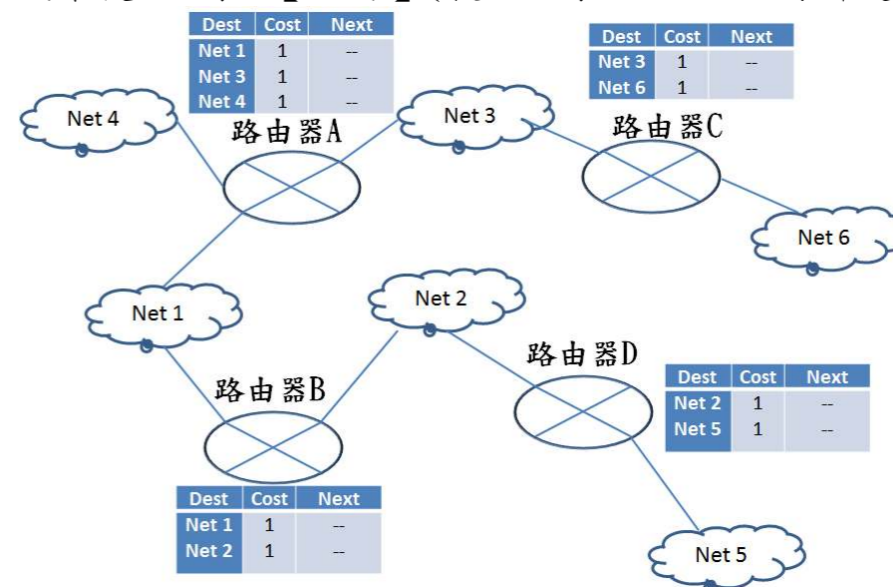 Dest Cost Next
Net 1 1 --
Net 3 1 --
Net 4 1 --
Dest Cost Next
Net 3 1 --
Net 6 1 --
Net 4
路由器A
Net 3
路由器C
Net 6
Net 1
Net 2
路由器B
路由器D
Dest Cost Next
Net 2 1 --
Net 5 1 --
Dest Cost Next
Net 1 1 --
Net 2 1 --
Net 5